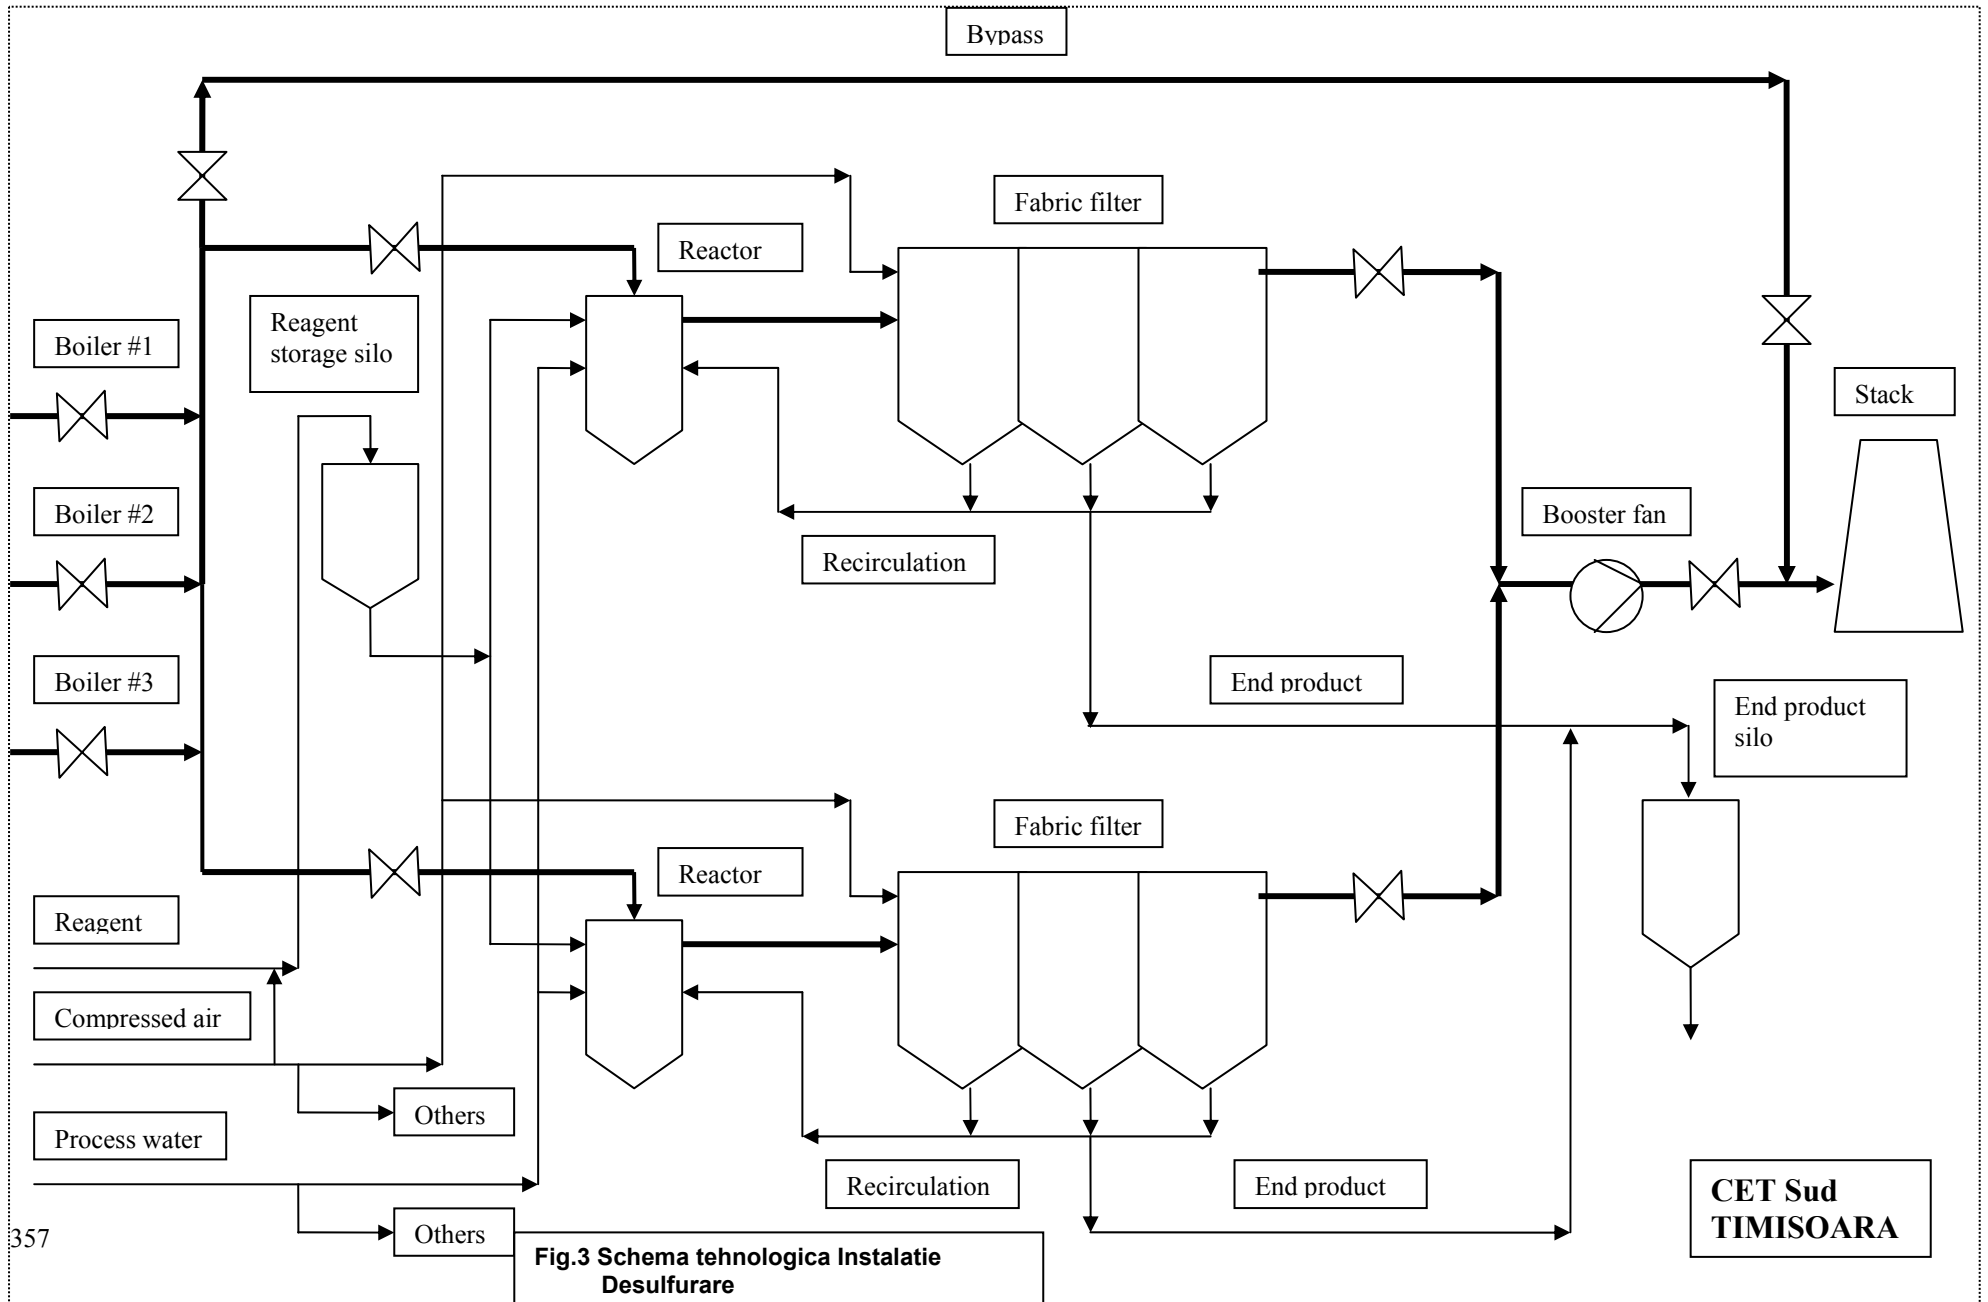 Bypass
Fabric filter
Reactor
Reagent
storage silo
Boiler #1
Stack
Boiler #2
Booster fan
Recirculation
Boiler #3
End product
End product
silo
Fabric filter
Reactor
Reagent
Compressed air
Others
Process water
Recirculation
End product
CET Sud
TIMISOARA
Others
357
Fig.3 Schema tehnologica Instalatie
Desulfurare